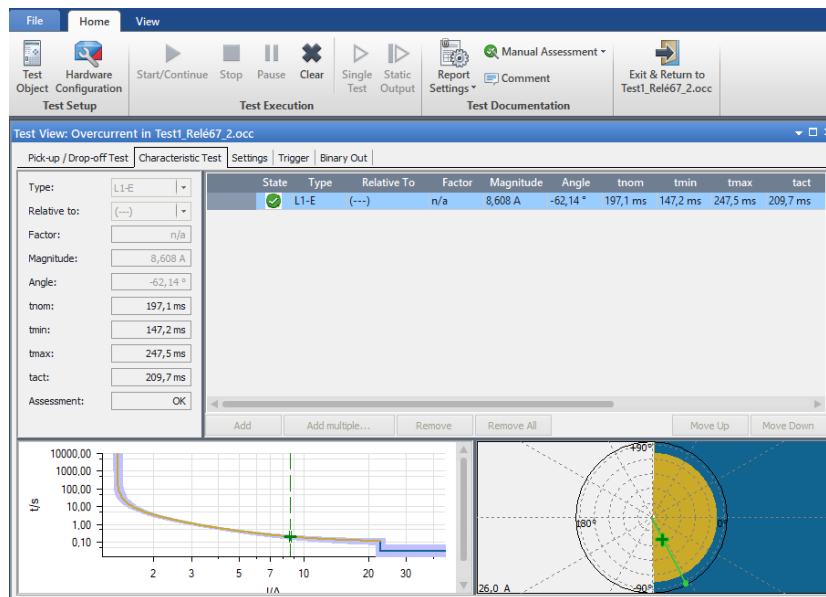 File Home View
Test Object
Hardware Configuration
Test Setup
Start/Continue Stop Pause Clear
Single Test
Static Output
Test Execution
Report Settings
Manual Assessment
Comment
Test Documentation
Exit & Return to
Test1_Relé67_2.occ
Test View: Overcurrent in Test1_Relé67_2.occ
Pick-up / Drop-off Test Characteristic Test Settings Trigger Binary Out
Type: L1-E
Relative to: (---)
Factor: n/a
Magnitude: 8,608 A
Angle: -62,14 °
tnom: 197,1 ms
tmin: 147,2 ms
tmax: 247,5 ms
tact: 209,7 ms
Assessment: OK
State Type Relative To Factor Magnitude Angle tnom tmin tmax tact
L1-E (---) n/a 8,608 A -62,14 ° 197,1 ms 147,2 ms 247,5 ms 209,7 ms
Add Add multiple... Remove Remove All Move Up Move Down
t/s
10000,00
1000,00
100,00
10,00
1,00
0,10
2 3 5 7 10 20 30
I/A
+90°
180° 0°
-90°
26,0 A